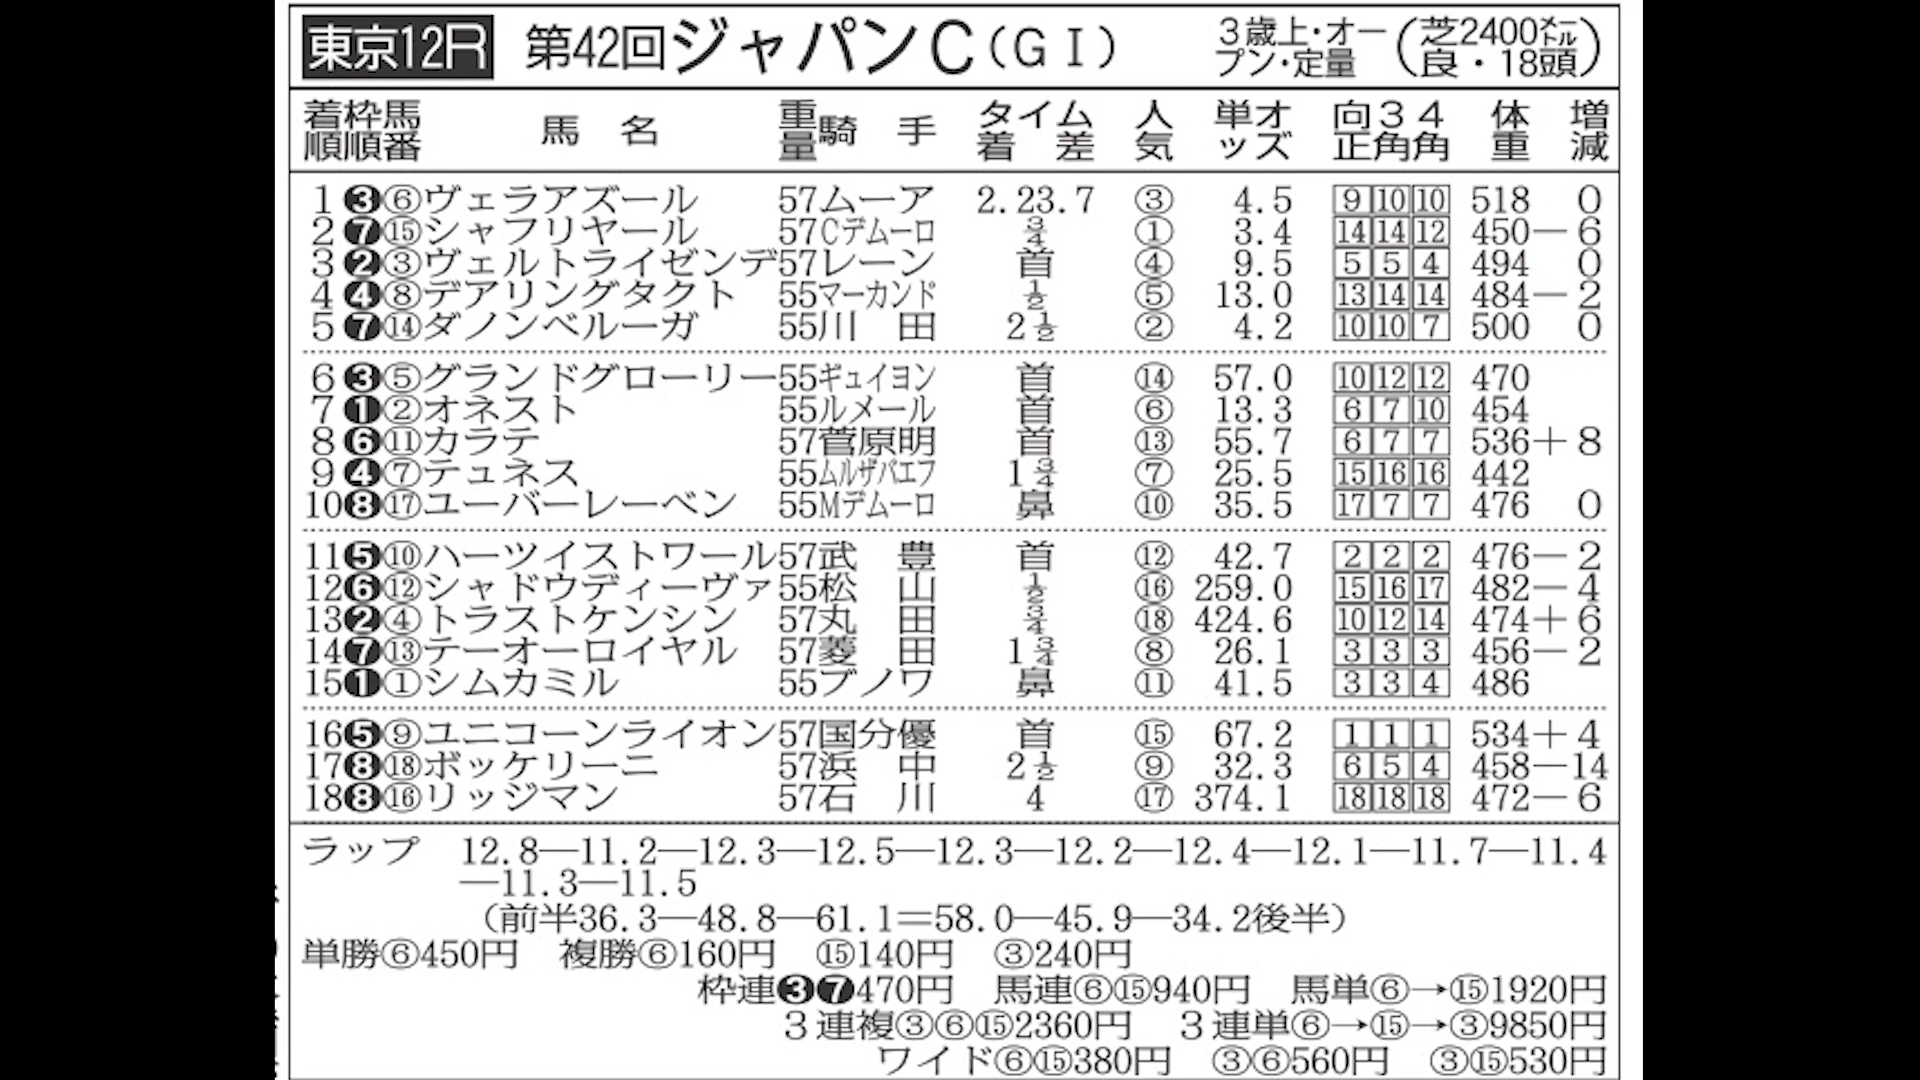 東京12R 第42回ジャパンC(GⅠ) 3歳上・オープン・定量 (芝2400メートル 良・18頭)
着順 枠順 馬番 馬名 重量 騎手 タイム着差 人気 単オッズ 向正 3角 4角 体重 増減
1 ❸ ⑥ ヴェラアズール 57 ムーア 2.23.7 ③ 4.5 9 10 10 518 0
2 ❼ ⑮ シャフリヤール 57 Cデムーロ 3/4 ① 3.4 14 14 12 450 −6
3 ❷ ③ ヴェルトライゼンデ 57 レーン 首 ④ 9.5 5 5 4 494 0
4 ❹ ⑧ デアリングタクト 55 マーカンド 1/2 ⑤ 13.0 13 14 14 484 −2
5 ❼ ⑭ ダノンベルーガ 55 川田 2 1/2 ② 4.2 10 10 7 500 0
6 ❸ ⑤ グランドグローリー 55 ギュイヨン 首 ⑭ 57.0 10 12 12 470
7 ❶ ② オネスト 55 ルメール 首 ⑥ 13.3 6 7 10 454
8 ❻ ⑪ カラテ 57 菅原明 首 ⑬ 55.7 6 7 7 536 +8
9 ❹ ⑦ テュネス 55 ムルザバエフ 1 3/4 ⑦ 25.5 15 16 16 442
10 ❽ ⑰ ユーバーレーベン 55 Mデムーロ 鼻 ⑩ 35.5 17 7 7 476 0
11 ❺ ⑩ ハーツイストワール 57 武豊 首 ⑫ 42.7 2 2 2 476 −2
12 ❻ ⑫ シャドウディーヴァ 55 松山 1/2 ⑯ 259.0 15 16 17 482 −4
13 ❷ ④ トラストケンシン 57 丸田 3/4 ⑱ 424.6 10 12 14 474 +6
14 ❼ ⑬ テーオーロイヤル 57 菱田 1 3/4 ⑧ 26.1 3 3 3 456 −2
15 ❶ ① シムカミル 55 ブノワ 鼻 ⑪ 41.5 3 3 4 486
16 ❺ ⑨ ユニコーンライオン 57 国分優 首 ⑮ 67.2 1 1 1 534 +4
17 ❽ ⑱ ボッケリーニ 57 浜中 2 1/2 ⑨ 32.3 6 5 4 458 −14
18 ❽ ⑯ リッジマン 57 石川 4 ⑰ 374.1 18 18 18 472 −6
ラップ 12.8―11.2―12.3―12.5―12.3―12.2―12.4―12.1―11.7―11.4
―11.3―11.5
(前半36.3―48.8―61.1=58.0―45.9―34.2後半)
単勝⑥450円 複勝⑥160円 ⑮140円 ③240円
枠連❸❼470円 馬連⑥⑮940円 馬単⑥→⑮1920円
3連複③⑥⑮2360円 3連単⑥→⑮→③9850円
ワイド⑥⑮380円 ③⑥560円 ③⑮530円